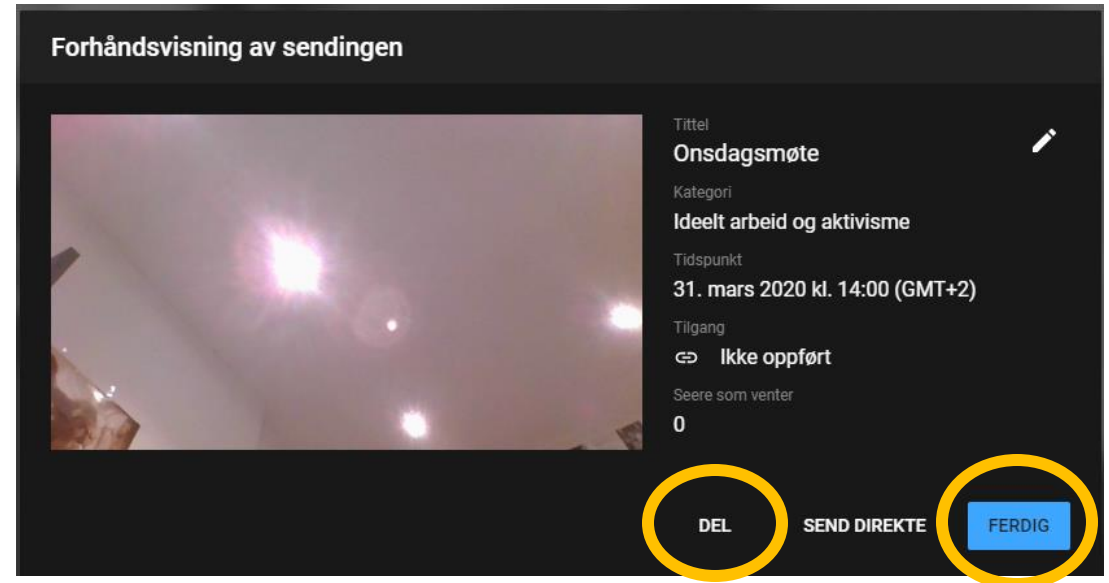 Forhåndsvisning av sendingen
Tittel
Onsdagsmøte
Kategori
Ideelt arbeid og aktivisme
Tidspunkt
31. mars 2020 kl. 14:00 (GMT+2)
Tilgang
Ikke oppført
Seere som venter
0
DEL SEND DIREKTE FERDIG